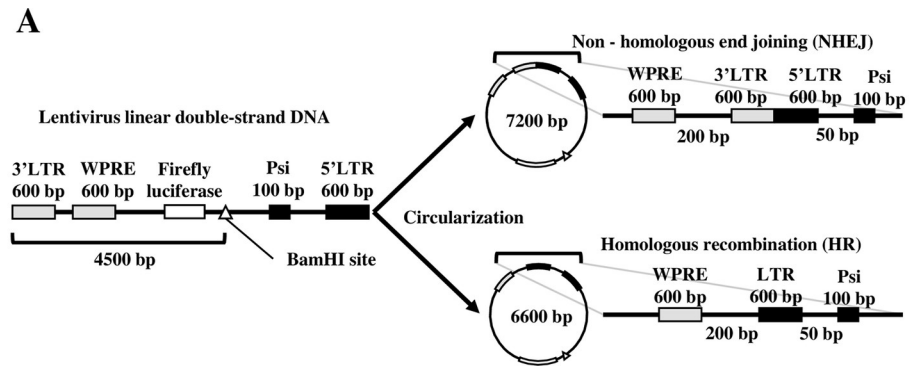 A
Non - homologous end joining (NHEJ)
WPRE 3'LTR 5'LTR Psi
600 bp 600 bp 600 bp 100 bp
7200 bp
200 bp 50 bp
Lentivirus linear double-strand DNA
3'LTR WPRE Firefly Psi 5'LTR
600 bp 600 bp luciferase 100 bp 600 bp
Circularization
4500 bp
BamHI site
Homologous recombination (HR)
WPRE LTR Psi
600 bp 600 bp 100 bp
6600 bp
200 bp 50 bp